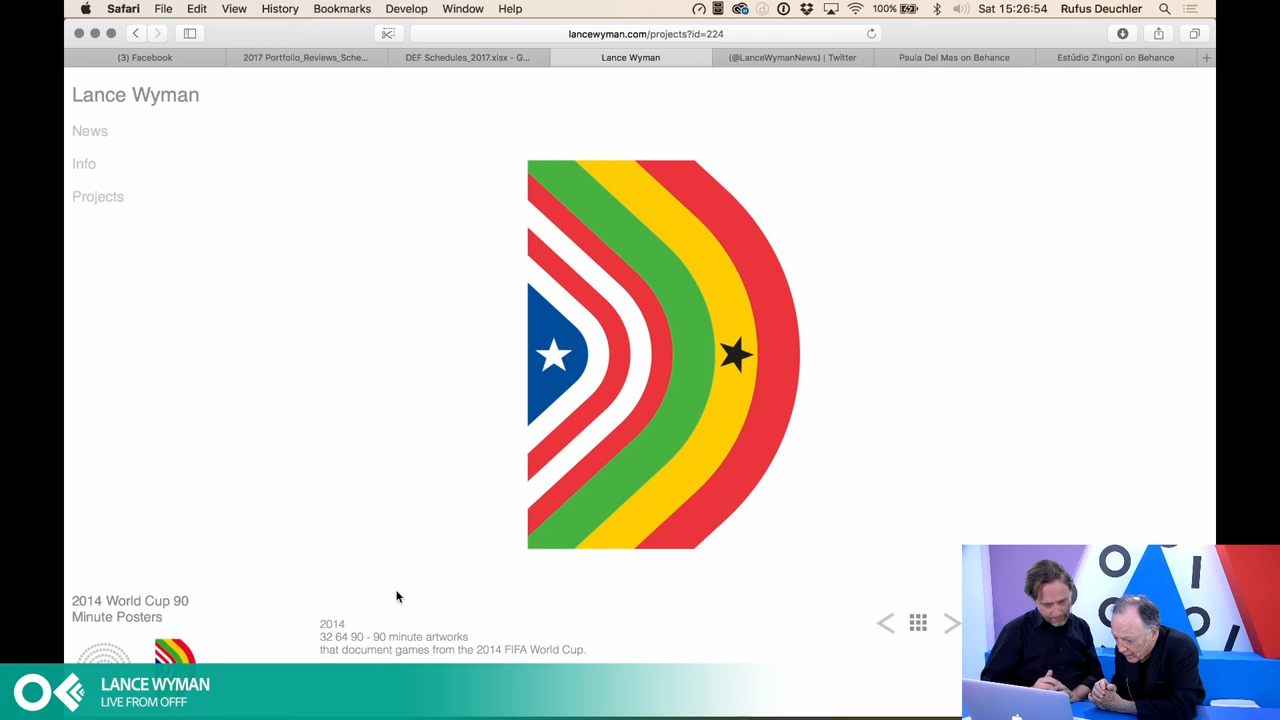 Safari File Edit View History Bookmarks Develop Window Help 100% Sat 15:26:54 Rufus Deuchler
lancewyman.com/projects?id=224
(3) Facebook
2017 Portfolio_Reviews_Sche...
DEF Schedules_2017.xlsx - G...
Lance Wyman
(@LanceWymanNews) | Twitter
Paula Del Mas on Behance
Estúdio Zingoni on Behance
Lance Wyman
News
Info
Projects
2014 World Cup 90
Minute Posters
2014
32 64 90 - 90 minute artworks
that document games from the 2014 FIFA World Cup.
LANCE WYMAN
LIVE FROM OFFF